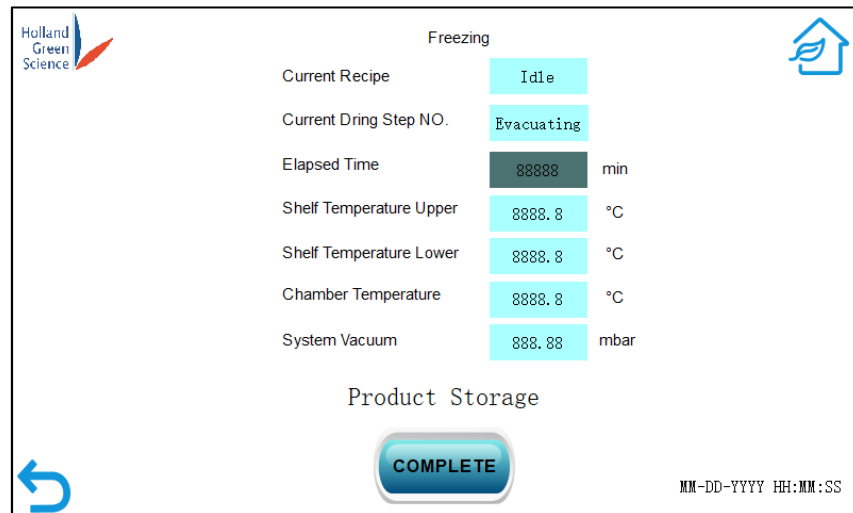 Holland
Green
Science
Freezing
Current Recipe Idle
Current Dring Step NO. Evacuating
Elapsed Time 88888 min
Shelf Temperature Upper 8888.8 °C
Shelf Temperature Lower 8888.8 °C
Chamber Temperature 8888.8 °C
System Vacuum 888.88 mbar
Product Storage
COMPLETE
MM-DD-YYYY HH:MM:SS